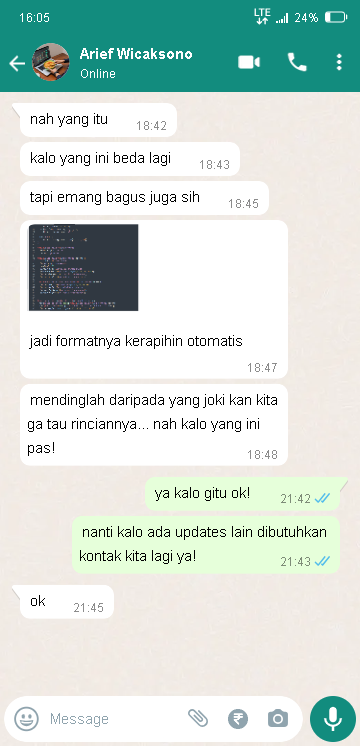 16:05
LTE
24%
Arief Wicaksono
Online
nah yang itu
18:42
kalo yang ini beda lagi
18:43
tapi emang bagus juga sih
18:45
jadi formatnya kerapihin otomatis
18:47
mendinglah daripada yang joki kan kita
ga tau rinciannya... nah kalo yang ini
pas!
18:48
ya kalo gitu ok!
21:42
nanti kalo ada updates lain dibutuhkan
kontak kita lagi ya!
21:43
ok
21:45
Message